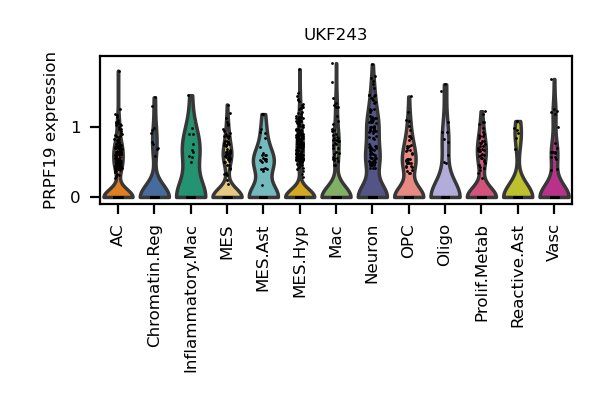 UKF243
PRPF19 expression
1
0
AC
Chromatin.Reg
Inflammatory.Mac
MES
MES.Ast
MES.Hyp
Mac
Neuron
OPC
Oligo
Prolif.Metab
Reactive.Ast
Vasc